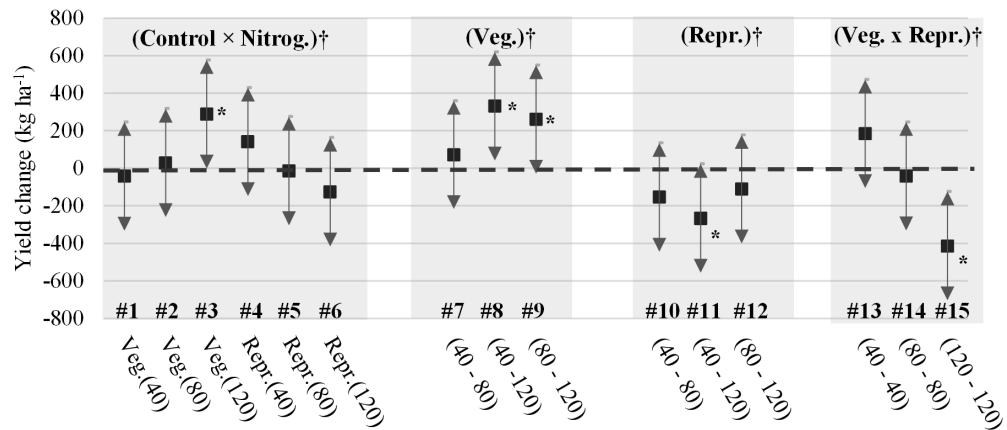 800
600
400
200
0
-200
-400
-600
-800
Yield change (kg ha⁻¹)
(Control × Nitrog.)†
(Veg.)†
(Repr.)†
(Veg. x Repr.)†
*
*
*
*
*
#1 #2 #3 #4 #5 #6 #7 #8 #9 #10 #11 #12 #13 #14 #15
Veg.(40)
Veg.(80)
Veg.(120)
Repr.(40)
Repr.(80)
Repr.(120)
(40 - 80)
(40 - 120)
(80 - 120)
(40 - 80)
(40 - 120)
(80 - 120)
(40 - 40)
(80 - 80)
(120 - 120)